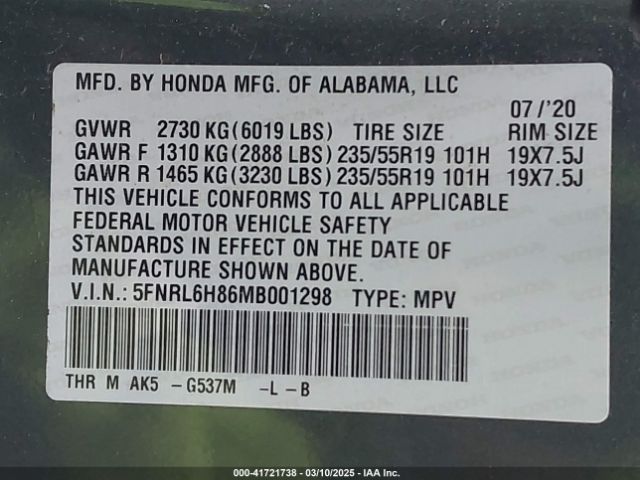 MFD. BY HONDA MFG. OF ALABAMA, LLC
07/'20
GVWR 2730 KG(6019 LBS) TIRE SIZE RIM SIZE
GAWR F 1310 KG(2888 LBS)235/55R19 101H 19X7.5J
GAWR R 1465 KG(3230 LBS)235/55R19 101H 19X7.5J
THIS VEHICLE CONFORMS TO ALL APPLICABLE
FEDERAL MOTOR VEHICLE SAFETY
STANDARDS IN EFFECT ON THE DATE OF
MANUFACTURE SHOWN ABOVE.
V.I.N.: 5FNRL6H86MB001298 TYPE: MPV
THR M AK5 -G537M -L-B
000-41721738 - 03/10/2025 - IAA Inc.